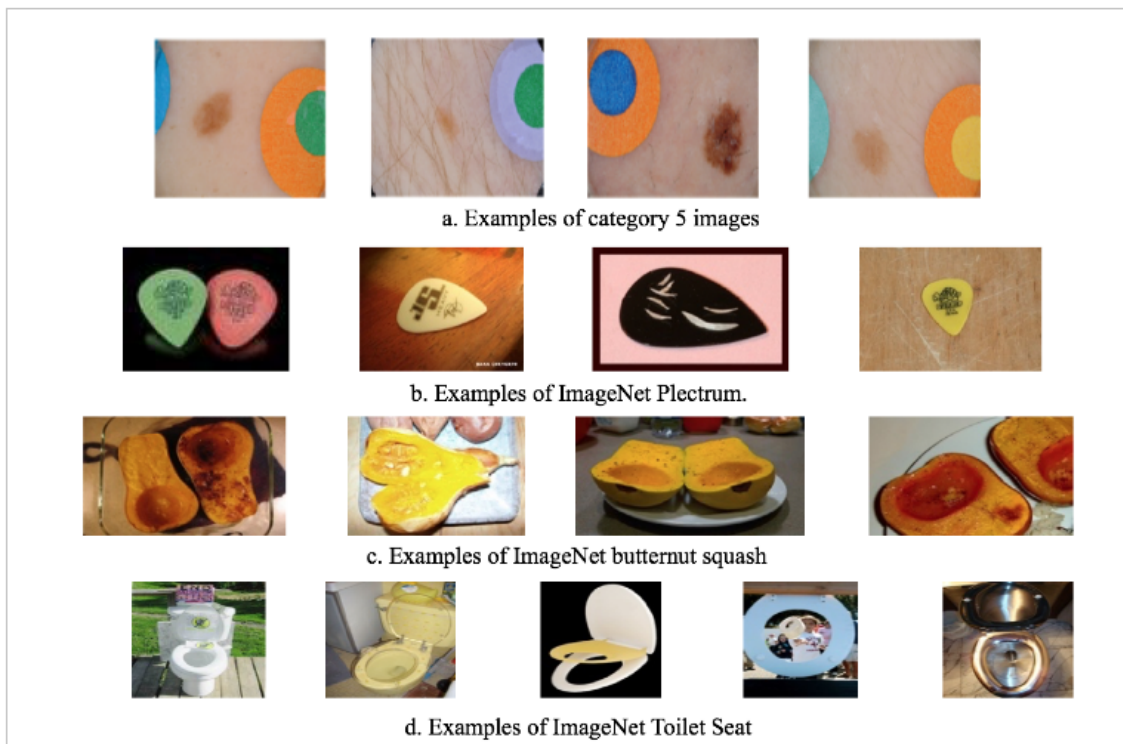 a. Examples of category 5 images
b. Examples of ImageNet Plectrum.
c. Examples of ImageNet butternut squash
d. Examples of ImageNet Toilet Seat